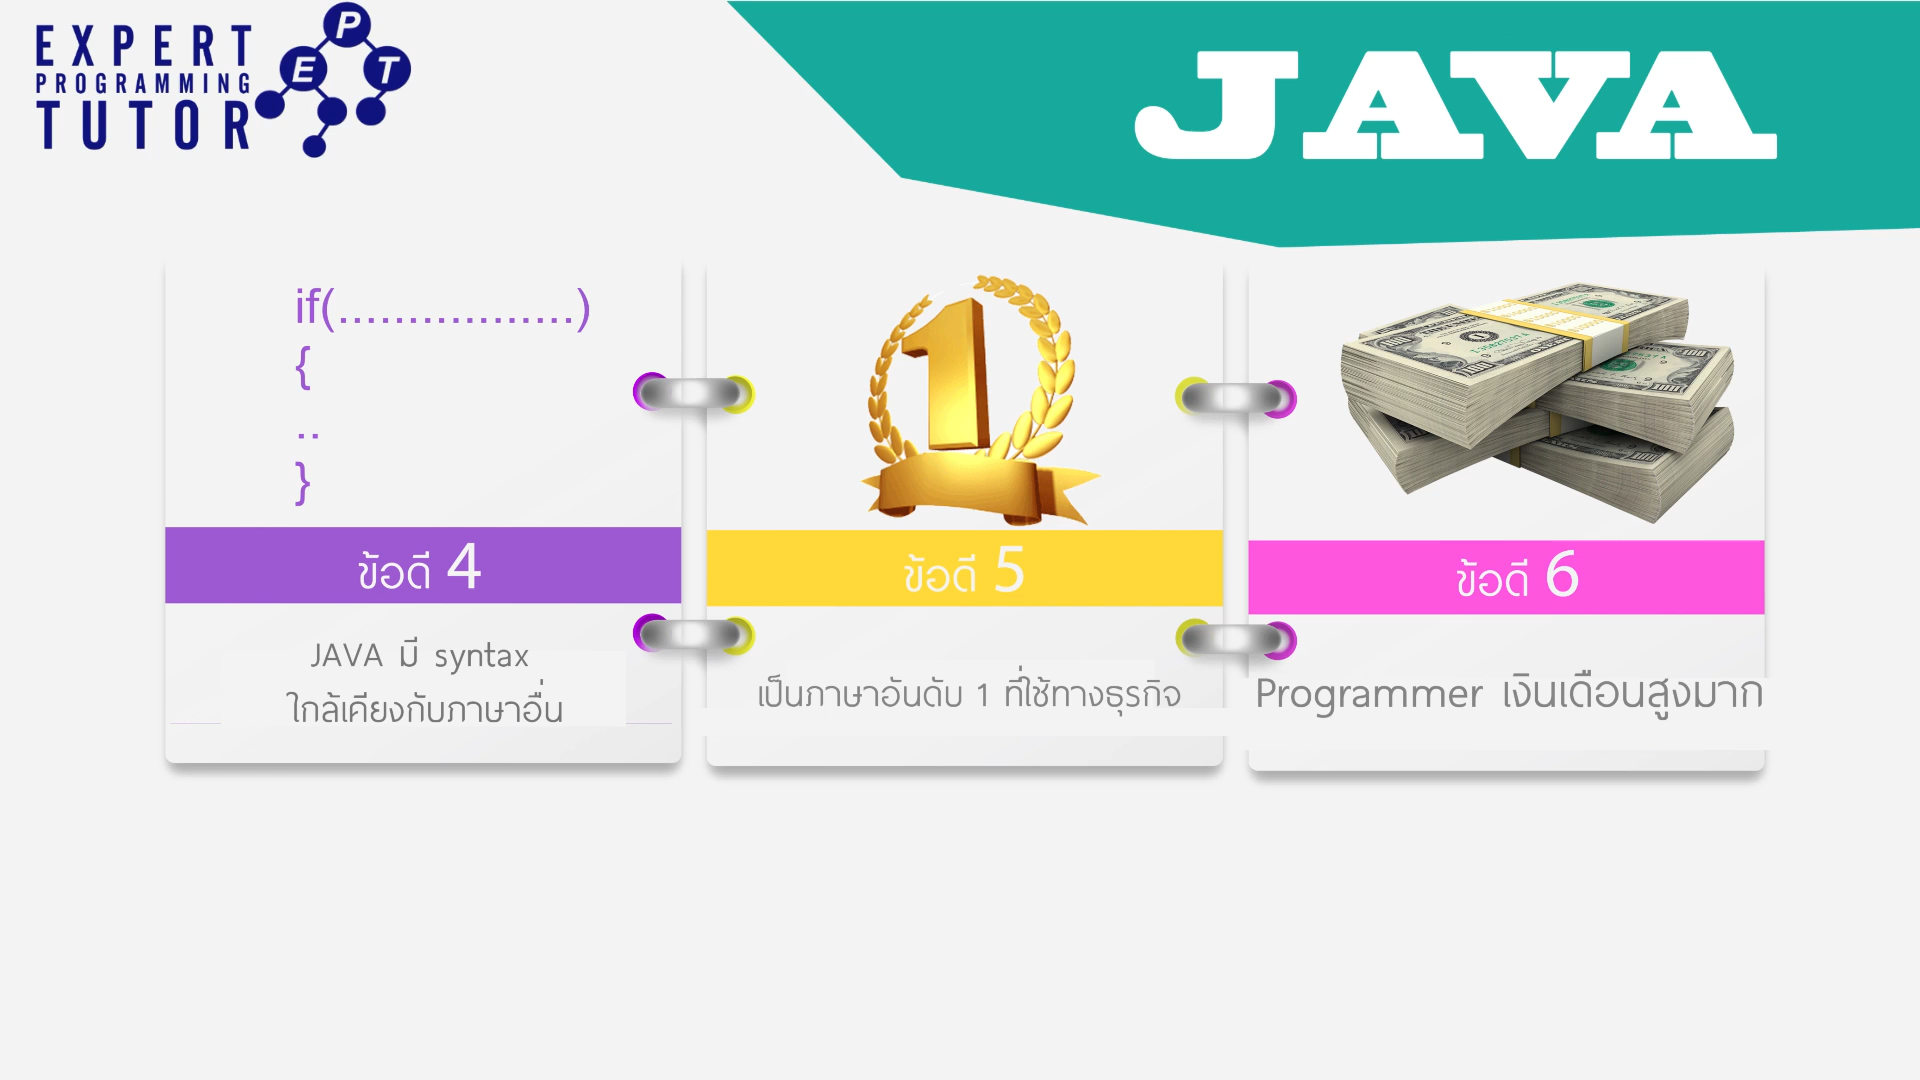 EXPERT
PROGRAMMING
TUTOR
P
E T
JAVA
if(.................)
{
..
}
ข้อดี 4
JAVA มี syntax
ใกล้เคียงกับภาษาอื่น
ข้อดี 5
เป็นภาษาอันดับ 1 ที่ใช้ทางธุรกิจ
ข้อดี 6
Programmer เงินเดือนสูงมาก